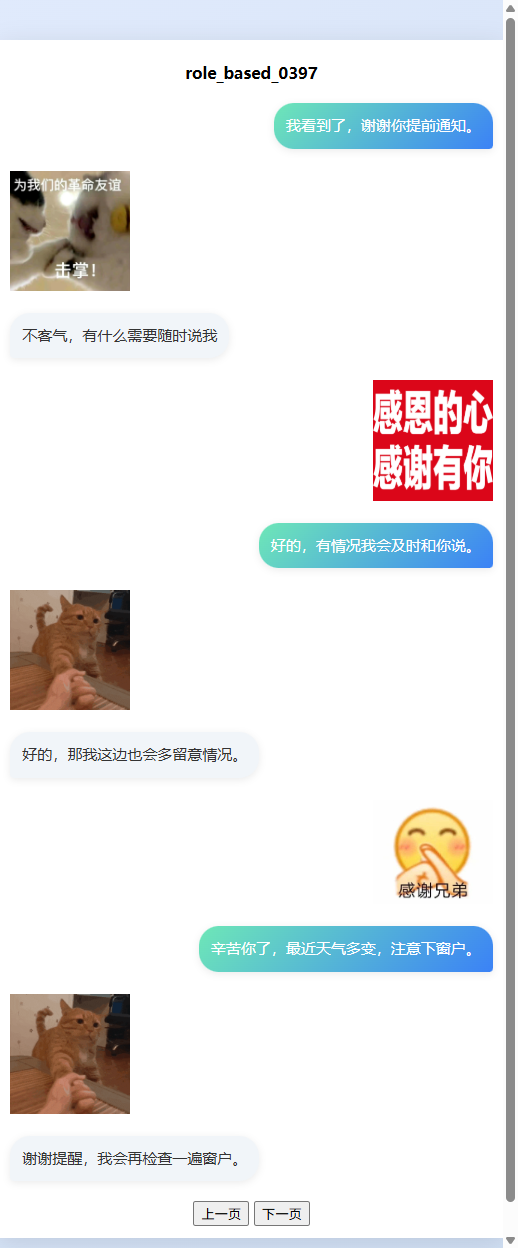 role_based_0397
我看到了，谢谢你提前通知。
为我们的革命友谊
击掌！
不客气，有什么需要随时说我
感恩的心
感谢有你
好的，有情况我会及时和你说。
好的，那我这边也会多留意情况。
感谢兄弟
辛苦你了，最近天气多变，注意下窗户。
谢谢提醒，我会再检查一遍窗户。
上一页 下一页